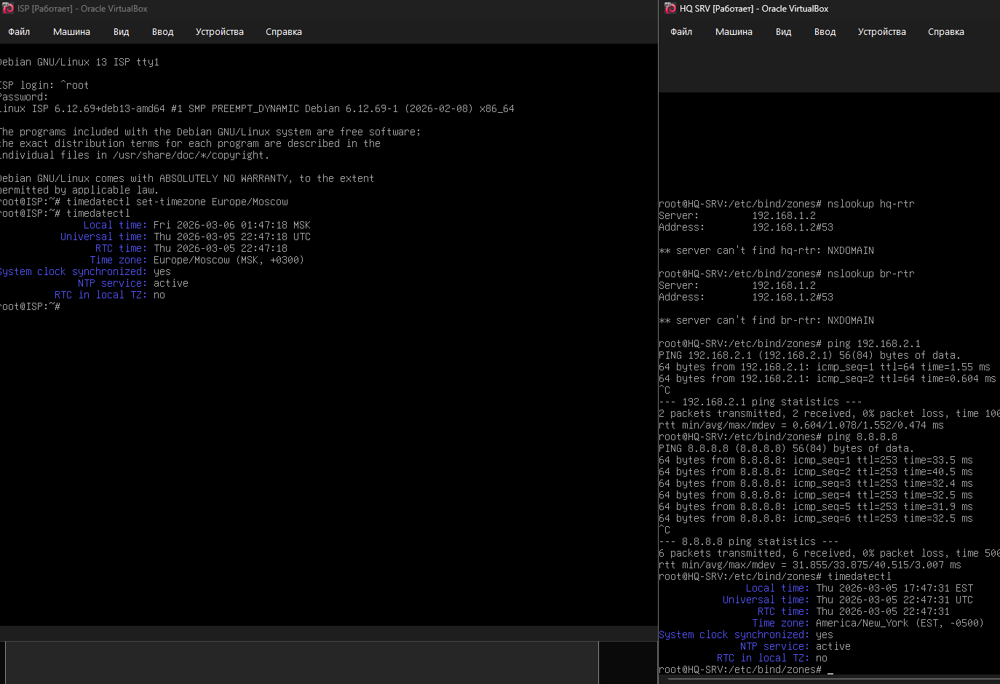 ISP [Работает] - Oracle VirtualBox
Файл Машина Вид Ввод Устройства Справка
Debian GNU/Linux 13 ISP tty1
ISP login: ^root
Password:
Linux ISP 6.12.69+deb13-amd64 #1 SMP PREEMPT_DYNAMIC Debian 6.12.69-1 (2026-02-08) x86_64
The programs included with the Debian GNU/Linux system are free software;
the exact distribution terms for each program are described in the
individual files in /usr/share/doc/*/copyright.
Debian GNU/Linux comes with ABSOLUTELY NO WARRANTY, to the extent
permitted by applicable law.
root@ISP:~# timedatectl set-timezone Europe/Moscow
root@ISP:~# timedatectl
Local time: Fri 2026-03-06 01:47:18 MSK
Universal time: Thu 2026-03-05 22:47:18 UTC
RTC time: Thu 2026-03-05 22:47:18
Time zone: Europe/Moscow (MSK, +0300)
System clock synchronized: yes
NTP service: active
RTC in local TZ: no
root@ISP:~#
HQ SRV [Работает] - Oracle VirtualBox
Файл Машина Вид Ввод Устройства Справка
root@HQ-SRV:/etc/bind/zones# nslookup hq-rtr
Server: 192.168.1.2
Address: 192.168.1.2#53
** server can't find hq-rtr: NXDOMAIN
root@HQ-SRV:/etc/bind/zones# nslookup br-rtr
Server: 192.168.1.2
Address: 192.168.1.2#53
** server can't find br-rtr: NXDOMAIN
root@HQ-SRV:/etc/bind/zones# ping 192.168.2.1
PING 192.168.2.1 (192.168.2.1) 56(84) bytes of data.
64 bytes from 192.168.2.1: icmp_seq=1 ttl=64 time=1.55 ms
64 bytes from 192.168.2.1: icmp_seq=2 ttl=64 time=0.604 ms
^C
--- 192.168.2.1 ping statistics ---
2 packets transmitted, 2 received, 0% packet loss, time 100
rtt min/avg/max/mdev = 0.604/1.078/1.552/0.474 ms
root@HQ-SRV:/etc/bind/zones# ping 8.8.8.8
PING 8.8.8.8 (8.8.8.8) 56(84) bytes of data.
64 bytes from 8.8.8.8: icmp_seq=1 ttl=253 time=33.5 ms
64 bytes from 8.8.8.8: icmp_seq=2 ttl=253 time=40.5 ms
64 bytes from 8.8.8.8: icmp_seq=3 ttl=253 time=32.4 ms
64 bytes from 8.8.8.8: icmp_seq=4 ttl=253 time=32.5 ms
64 bytes from 8.8.8.8: icmp_seq=5 ttl=253 time=31.9 ms
64 bytes from 8.8.8.8: icmp_seq=6 ttl=253 time=32.5 ms
^C
--- 8.8.8.8 ping statistics ---
6 packets transmitted, 6 received, 0% packet loss, time 500
rtt min/avg/max/mdev = 31.855/33.875/40.515/3.007 ms
root@HQ-SRV:/etc/bind/zones# timedatectl
Local time: Thu 2026-03-05 17:47:31 EST
Universal time: Thu 2026-03-05 22:47:31 UTC
RTC time: Thu 2026-03-05 22:47:31
Time zone: America/New_York (EST, -0500)
System clock synchronized: yes
NTP service: active
RTC in local TZ: no
root@HQ-SRV:/etc/bind/zones# _